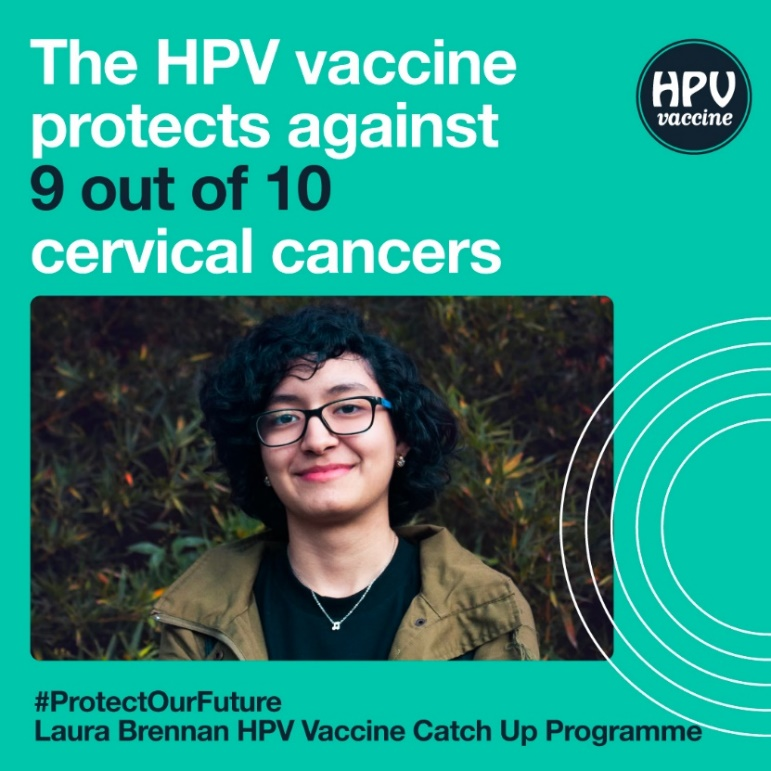 The HPV vaccine
protects against
9 out of 10
cervical cancers
HPV
vaccine
#ProtectOurFuture
Laura Brennan HPV Vaccine Catch Up Programme